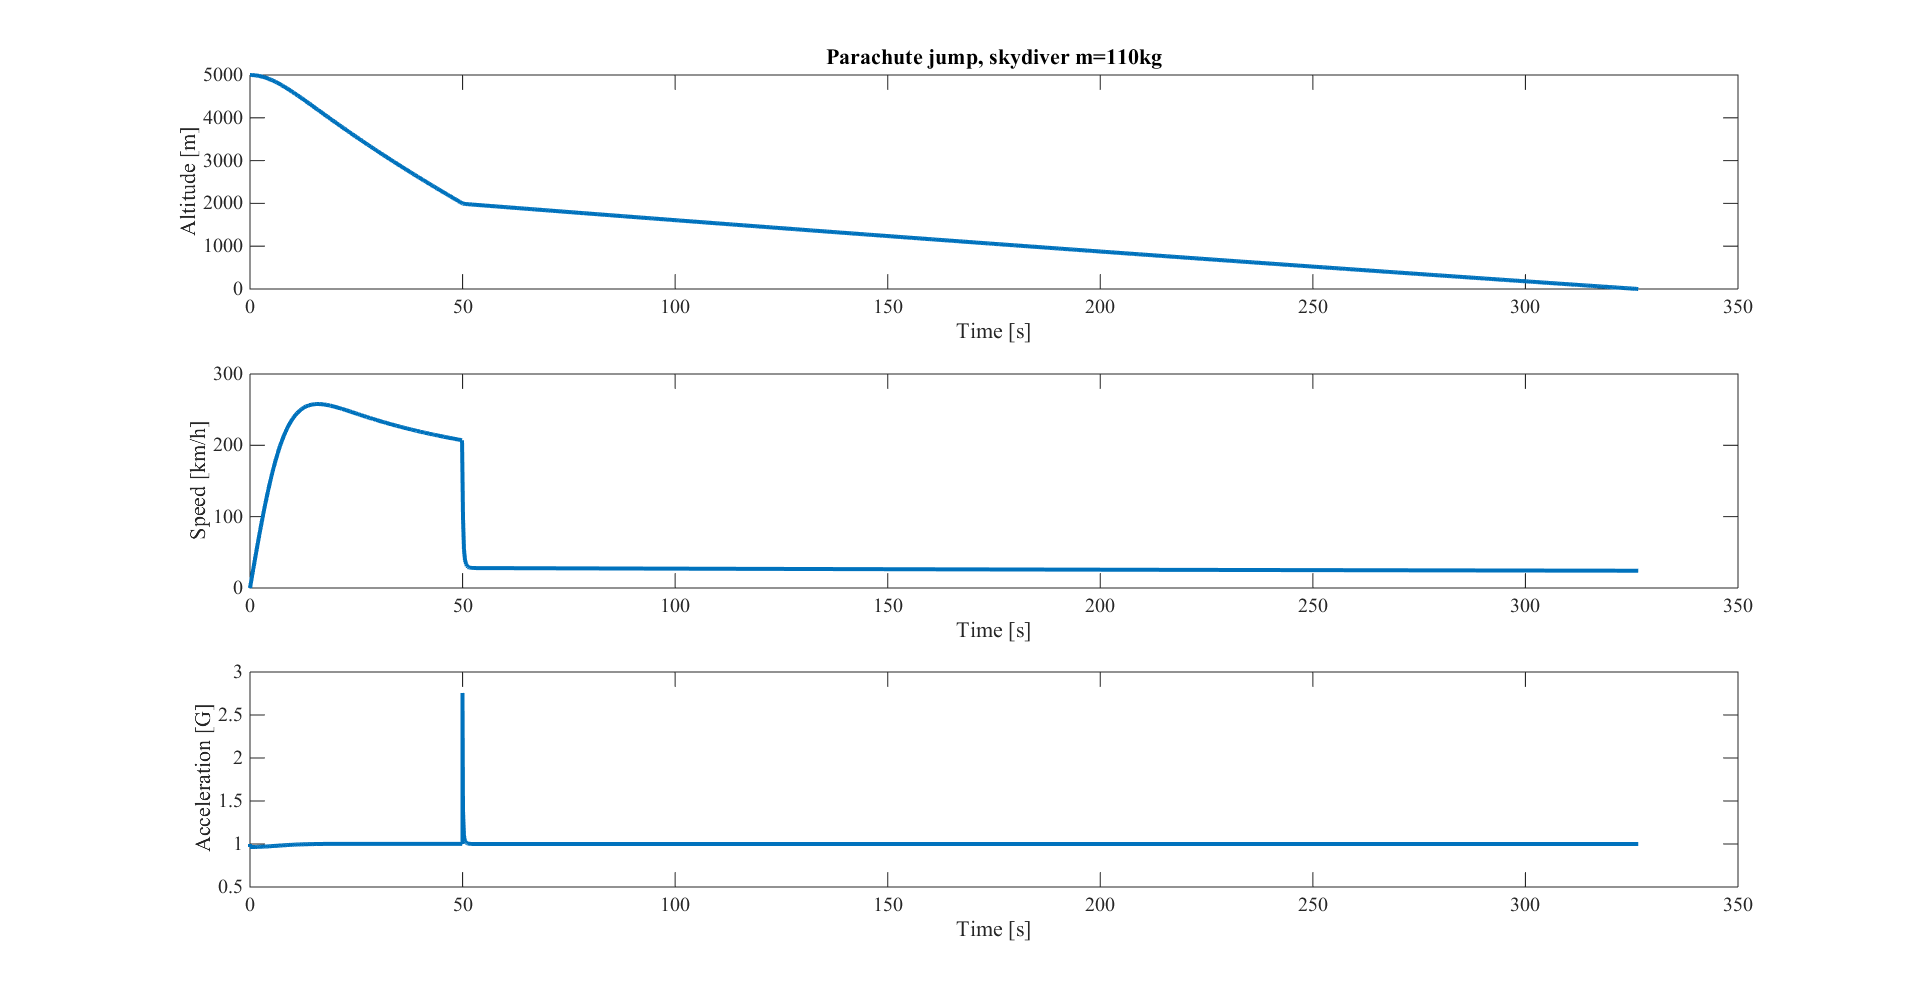 Parachute jump, skydiver m=110kg
5000
4000
3000
2000
1000
0
Altitude [m]
0 50 100 150 200 250 300 350
Time [s]
300
200
100
0
Speed [km/h]
0 50 100 150 200 250 300 350
Time [s]
3
2.5
2
1.5
1
0.5
Acceleration [G]
0 50 100 150 200 250 300 350
Time [s]